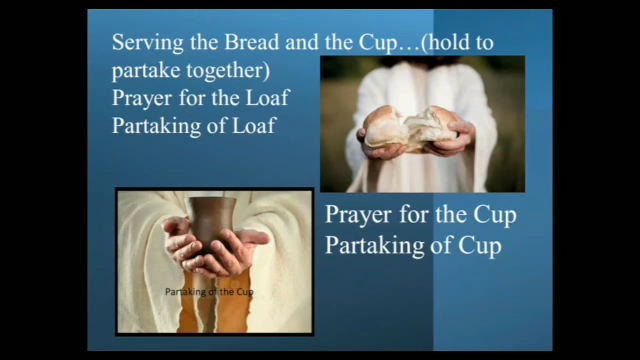 Serving the Bread and the Cup...(hold to
partake together)
Prayer for the Loaf
Partaking of Loaf
Prayer for the Cup
Partaking of Cup
Partaking of the Cup